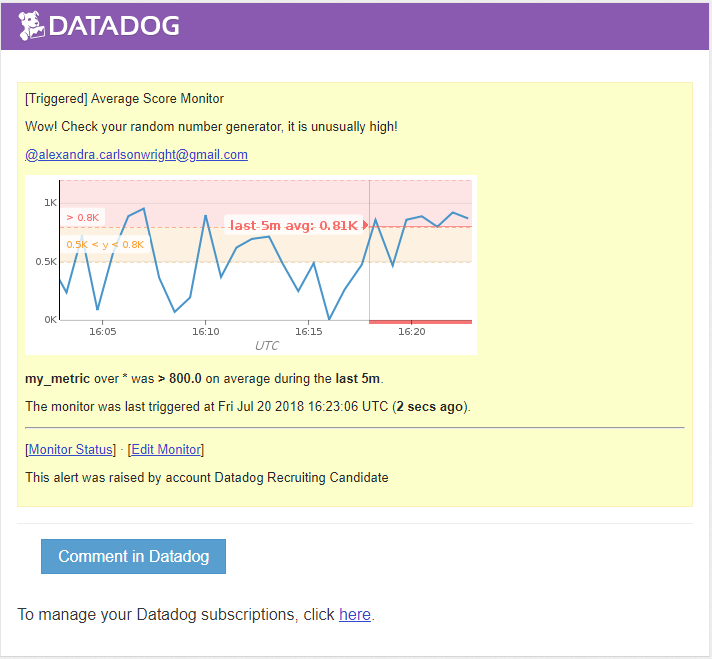 DATADOG
[Triggered] Average Score Monitor
Wow! Check your random number generator, it is unusually high!
@alexandra.carlsonwright@gmail.com
1K
> 0.8K
last 5m avg: 0.81K
0.5K < y < 0.8K
0.5K
0K
16:05 16:10 16:15 16:20
UTC
my_metric over * was > 800.0 on average during the last 5m.
The monitor was last triggered at Fri Jul 20 2018 16:23:06 UTC (2 secs ago).
[Monitor Status] · [Edit Monitor]
This alert was raised by account Datadog Recruiting Candidate
Comment in Datadog
To manage your Datadog subscriptions, click here.